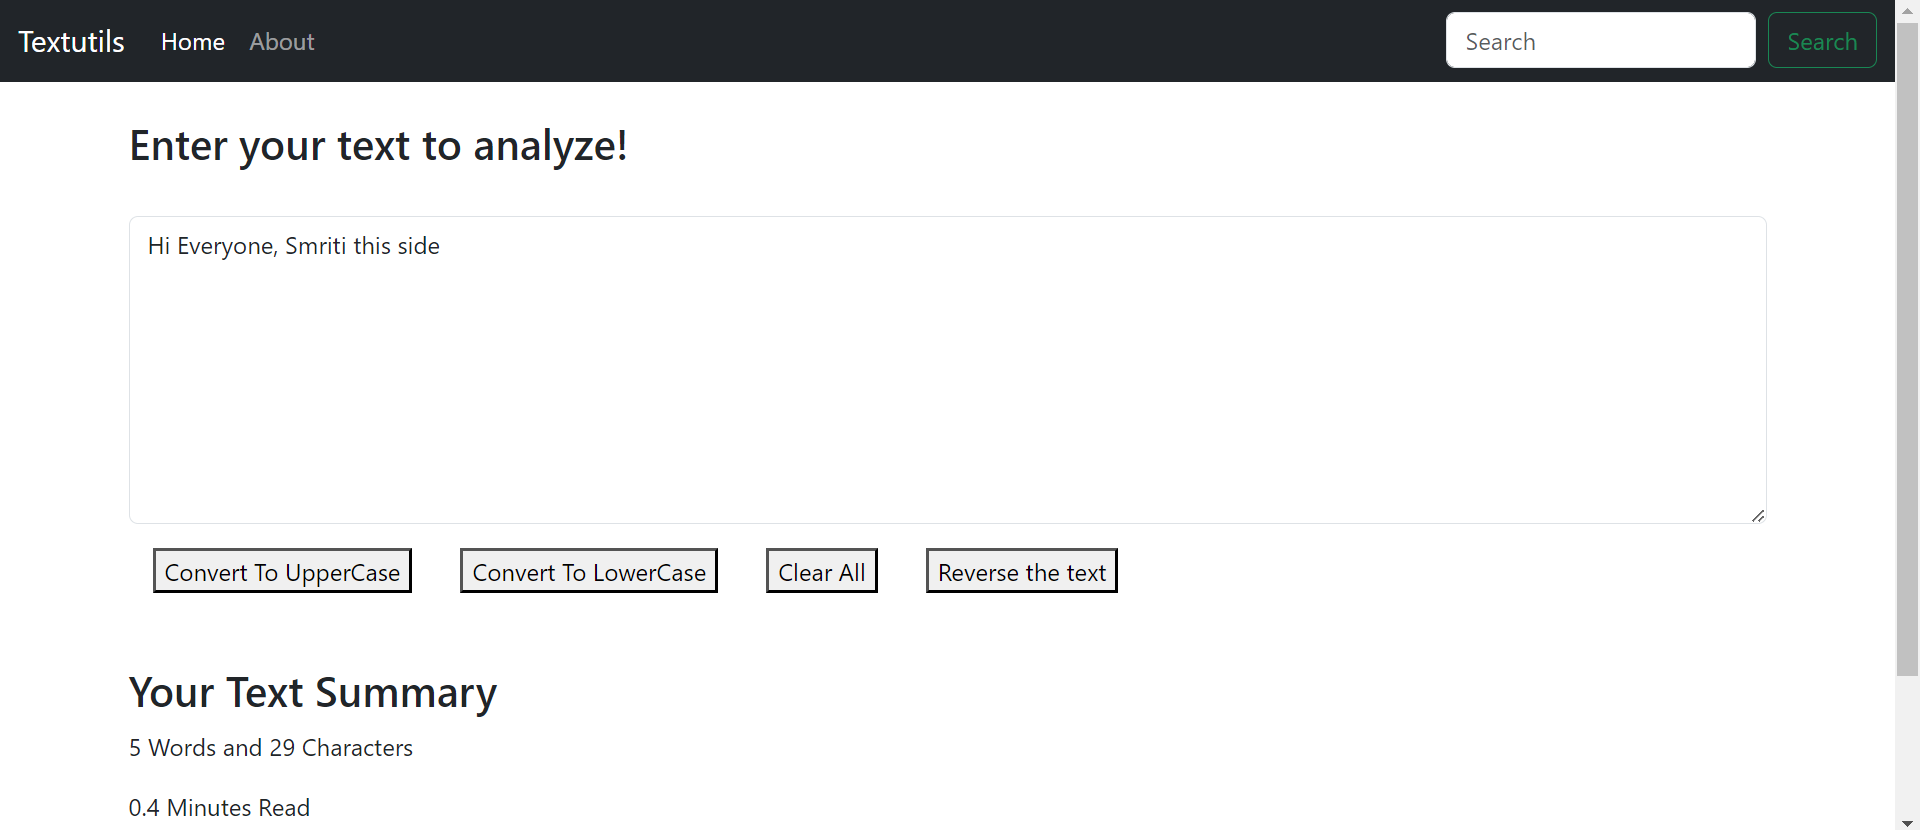 Textutils Home About Search Search
Enter your text to analyze!
Hi Everyone, Smriti this side
Convert To UpperCase Convert To LowerCase Clear All Reverse the text
Your Text Summary
5 Words and 29 Characters
0.4 Minutes Read